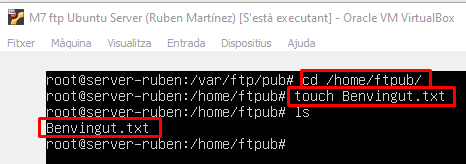 M7 ftp Ubuntu Server (Ruben Martínez) [S'està executant] - Oracle VM VirtualBox
Fitxer Màquina Visualitza Entrada Dispositius Ajuda
root@server-ruben:/var/ftp/pub# cd /home/ftpub/
root@server-ruben:/home/ftpub# touch Benvingut.txt
root@server-ruben:/home/ftpub# ls
Benvingut.txt
root@server-ruben:/home/ftpub#